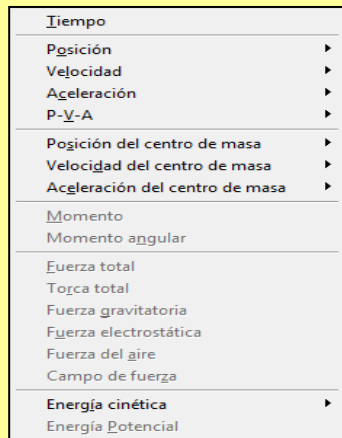 Tiempo
Posición
Velocidad
Aceleración
P-V-A
Posición del centro de masa
Velocidad del centro de masa
Aceleración del centro de masa
Momento
Momento angular
Fuerza total
Torca total
Fuerza gravitatoria
Fuerza electrostática
Fuerza del aire
Campo de fuerza
Energía cinética
Energía Potencial